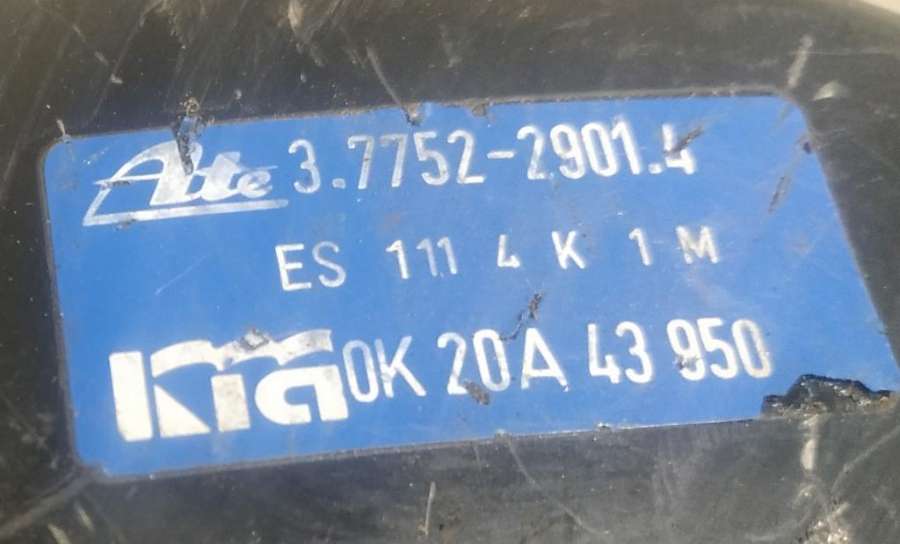 Ate 3.7752-2901.4
ES 111 4 K 1 M
KIA 0K 20A 43 950